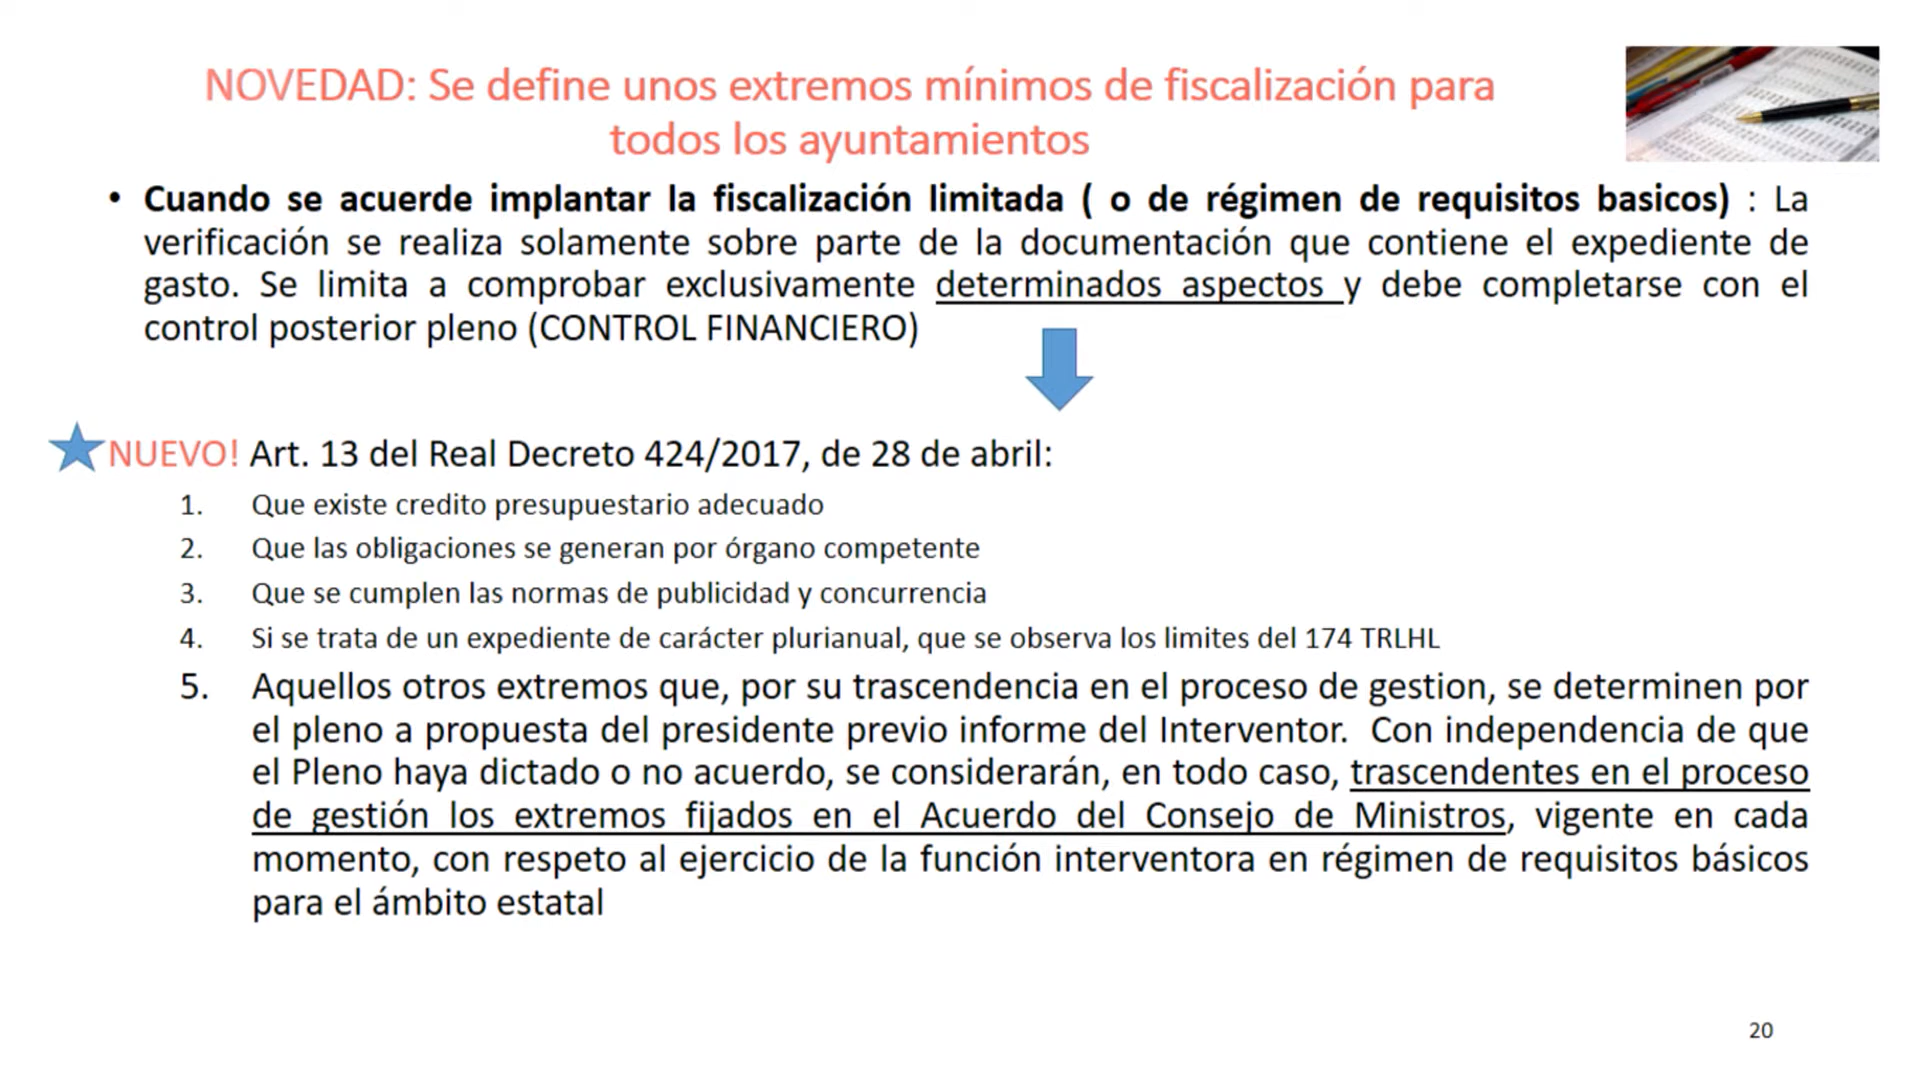 NOVEDAD: Se define unos extremos mínimos de fiscalización para
todos los ayuntamientos
• Cuando se acuerde implantar la fiscalización limitada ( o de régimen de requisitos basicos) : La
verificación se realiza solamente sobre parte de la documentación que contiene el expediente de
gasto. Se limita a comprobar exclusivamente determinados aspectos y debe completarse con el
control posterior pleno (CONTROL FINANCIERO)
NUEVO! Art. 13 del Real Decreto 424/2017, de 28 de abril:
1. Que existe credito presupuestario adecuado
2. Que las obligaciones se generan por órgano competente
3. Que se cumplen las normas de publicidad y concurrencia
4. Si se trata de un expediente de carácter plurianual, que se observa los limites del 174 TRLHL
5. Aquellos otros extremos que, por su trascendencia en el proceso de gestion, se determinen por
el pleno a propuesta del presidente previo informe del Interventor. Con independencia de que
el Pleno haya dictado o no acuerdo, se considerarán, en todo caso, trascendentes en el proceso
de gestión los extremos fijados en el Acuerdo del Consejo de Ministros, vigente en cada
momento, con respeto al ejercicio de la función interventora en régimen de requisitos básicos
para el ámbito estatal
20